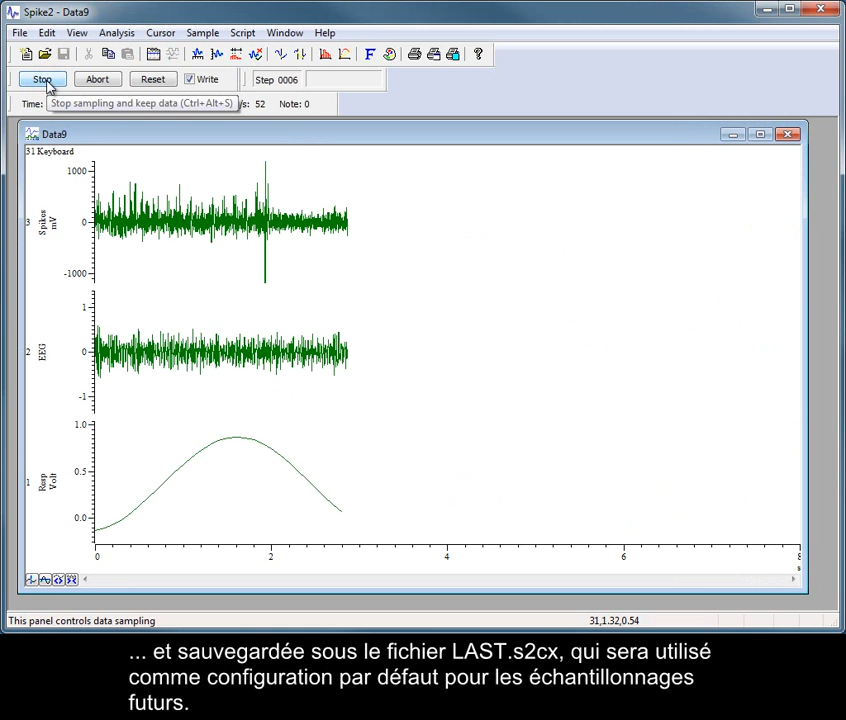 Spike2 - Data9
File Edit View Analysis Cursor Sample Script Window Help
Stop Abort Reset Write Step 0006
Time: Stop sampling and keep data (Ctrl+Alt+S) /s: 52 Note: 0
Data9
31 Keyboard
1000
3 Spikes mV 0
-1000
1
2 EEG 0
-1
1.0
1 Resp Volt 0.5
0.0
0 2 4 6 8
s
This panel controls data sampling 31,1.32,0.54
... et sauvegardée sous le fichier LAST.s2cx, qui sera utilisé
comme configuration par défaut pour les échantillonnages
futurs.